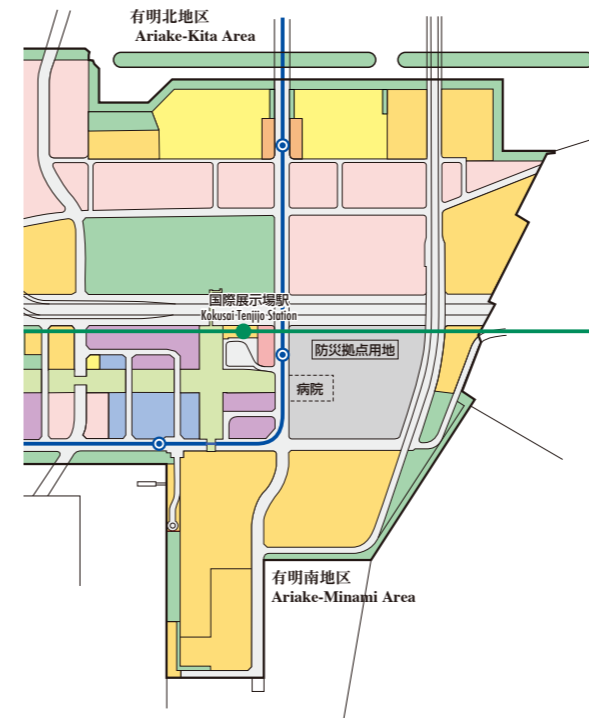 有明北地区
Ariake-Kita Area
国際展示場駅
Kokusai Tenjijo Station
防災拠点用地
病院
有明南地区
Ariake-Minami Area